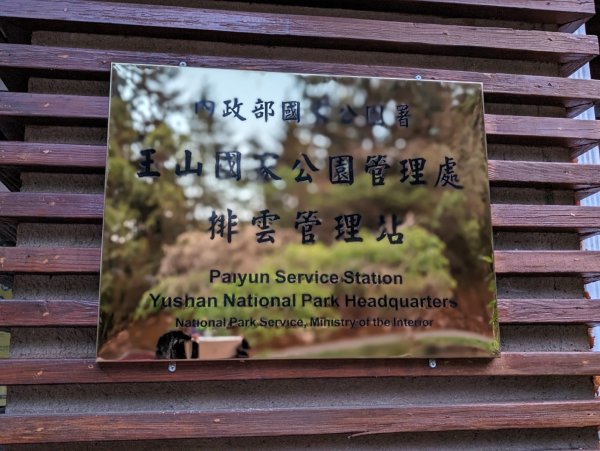 內政部國家公園署
玉山國家公園管理處
排雲管理站
Paiyun Service Station
Yushan National Park Headquarters
National Park Service, Ministry of the Interior